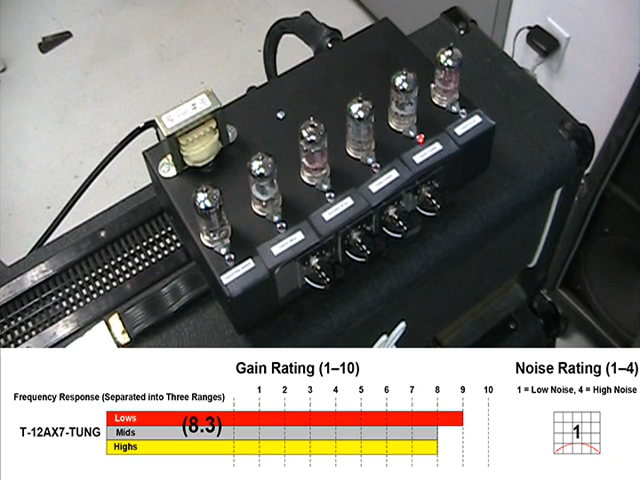 Gain Rating (1–10)
Noise Rating (1–4)
Frequency Response (Separated into Three Ranges)
1 2 3 4 5 6 7 8 9 10
1 = Low Noise, 4 = High Noise
T-12AX7-TUNG
Lows
Mids
Highs
(8.3)
1